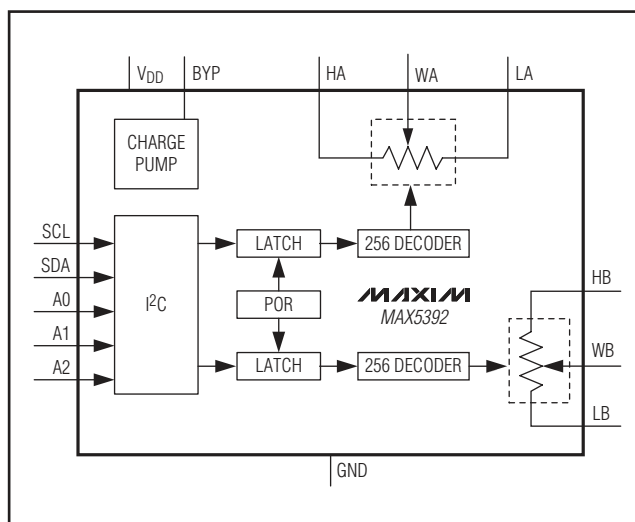 VDD BYP HA WA LA
CHARGE
PUMP
SCL
SDA
A0
A1
A2
I2C
LATCH
256 DECODER
POR
MAXIM
MAX5392
LATCH
256 DECODER
HB
WB
LB
GND